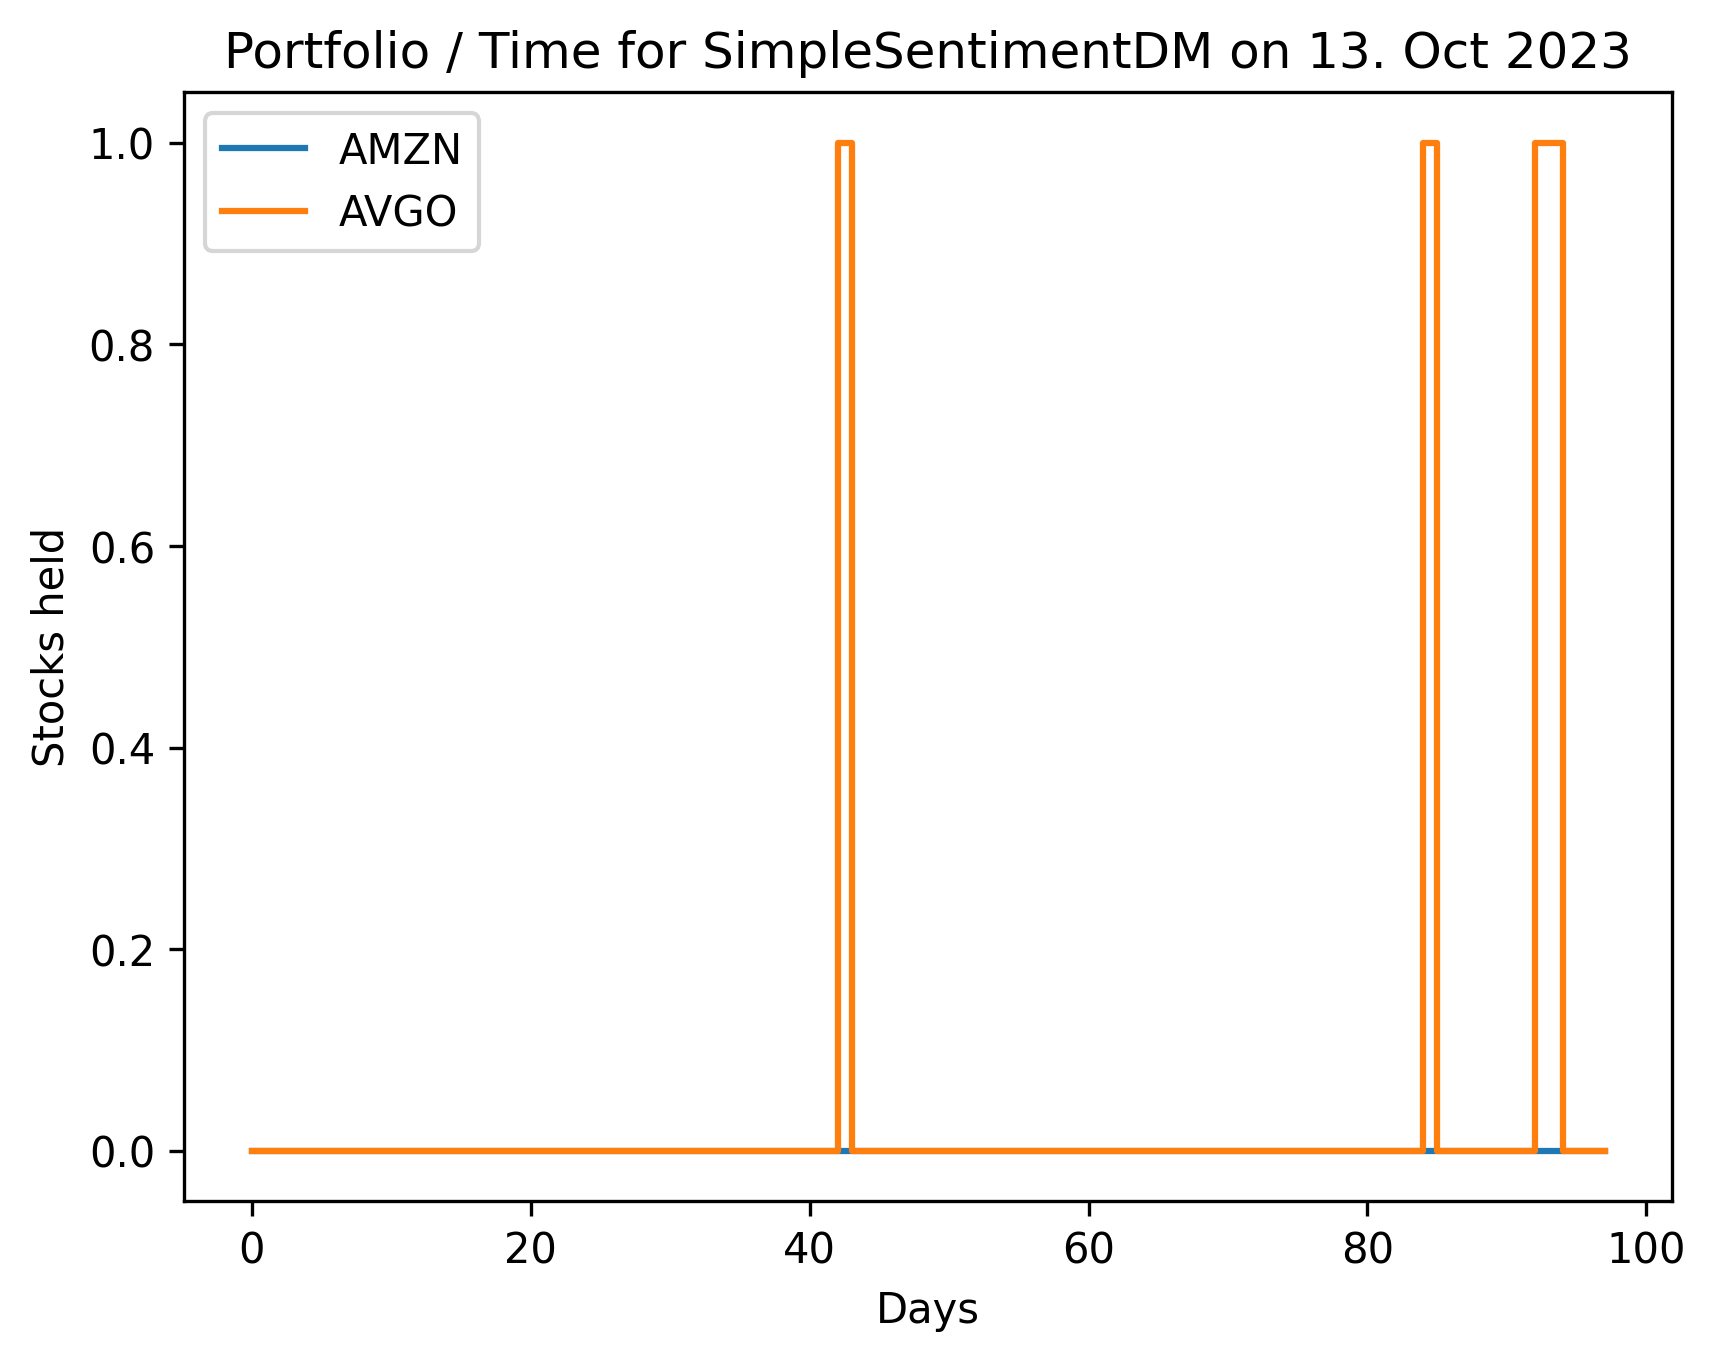 Portfolio / Time for SimpleSentimentDM on 13. Oct 2023
AMZN
AVGO
1.0
0.8
0.6
0.4
0.2
0.0
Stocks held
0 20 40 60 80 100
Days